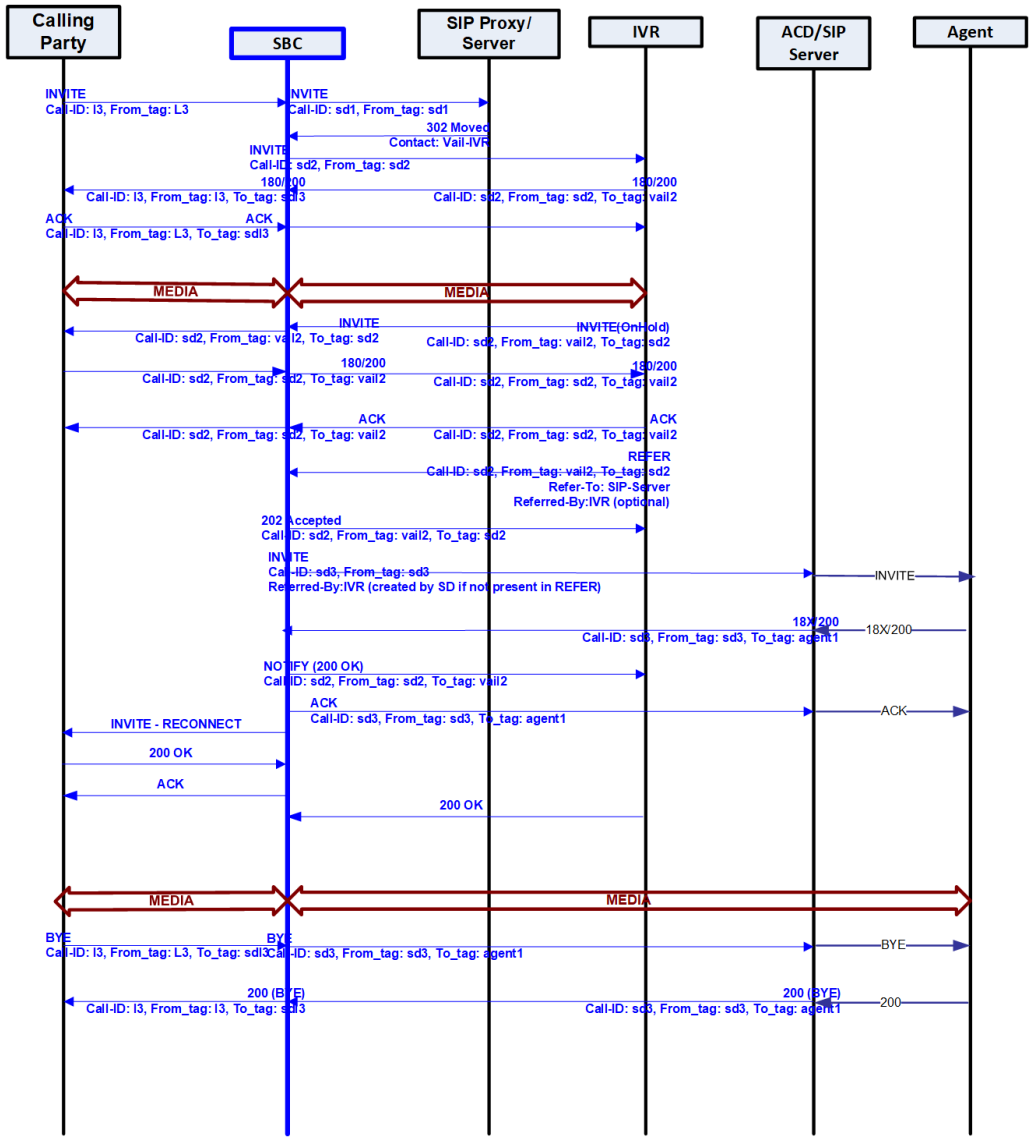 Calling
Party
SBC
SIP Proxy/
Server
IVR
ACD/SIP
Server
Agent
INVITE
Call-ID: l3, From_tag: L3
INVITE
Call-ID: sd1, From_tag: sd1
302 Moved
Contact: Vail-IVR
INVITE
Call-ID: sd2, From_tag: sd2
180/200
Call-ID: l3, From_tag: l3, To_tag: sdl3
180/200
Call-ID: sd2, From_tag: sd2, To_tag: vail2
ACK
Call-ID: l3, From_tag: L3, To_tag: sdl3
ACK
MEDIA
MEDIA
INVITE
Call-ID: sd2, From_tag: vail2, To_tag: sd2
INVITE(OnHold)
Call-ID: sd2, From_tag: vail2, To_tag: sd2
180/200
Call-ID: sd2, From_tag: sd2, To_tag: vail2
180/200
Call-ID: sd2, From_tag: sd2, To_tag: vail2
ACK
Call-ID: sd2, From_tag: sd2, To_tag: vail2
ACK
Call-ID: sd2, From_tag: sd2, To_tag: vail2
REFER
Call-ID: sd2, From_tag: vail2, To_tag: sd2
Refer-To: SIP-Server
Referred-By:IVR (optional)
202 Accepted
Call-ID: sd2, From_tag: vail2, To_tag: sd2
INVITE
Call-ID: sd3, From_tag: sd3
Referred-By:IVR (created by SD if not present in REFER)
INVITE
18X/200
Call-ID: sd3, From_tag: sd3, To_tag: agent1
18X/200
NOTIFY (200 OK)
Call-ID: sd2, From_tag: sd2, To_tag: vail2
ACK
Call-ID: sd3, From_tag: sd3, To_tag: agent1
ACK
INVITE - RECONNECT
200 OK
ACK
200 OK
MEDIA
MEDIA
BYE
Call-ID: l3, From_tag: L3, To_tag: sdl3
BYE
Call-ID: sd3, From_tag: sd3, To_tag: agent1
BYE
200 (BYE)
Call-ID: l3, From_tag: l3, To_tag: sdl3
200 (BYE)
Call-ID: sd3, From_tag: sd3, To_tag: agent1
200